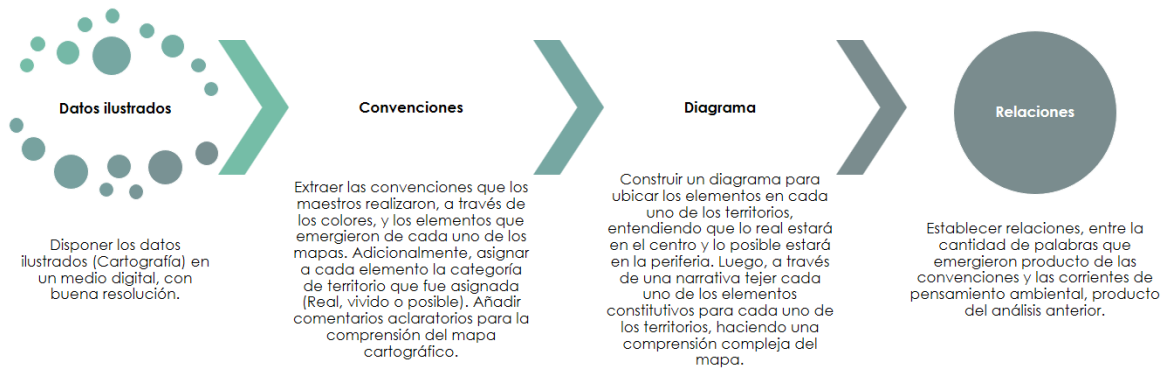 Datos ilustrados
Disponer los datos
ilustrados (Cartografía) en
un medio digital, con
buena resolución.
Convenciones
Extraer las convenciones que los
maestros realizaron, a través de
los colores, y los elementos que
emergieron de cada uno de los
mapas. Adicionalmente, asignar
a cada elemento la categoría
de territorio que fue asignada
(Real, vivido o posible). Añadir
comentarios aclaratorios para la
comprensión del mapa
cartográfico.
Diagrama
Construir un diagrama para
ubicar los elementos en cada
uno de los territorios,
entendiendo que lo real estará
en el centro y lo posible estará
en la periferia. Luego, a través
de una narrativa tejer cada
uno de los elementos
constitutivos para cada uno de
los territorios, haciendo una
comprensión compleja del
mapa.
Relaciones
Establecer relaciones, entre la
cantidad de palabras que
emergieron producto de las
convenciones y las corrientes de
pensamiento ambiental, producto
del análisis anterior.